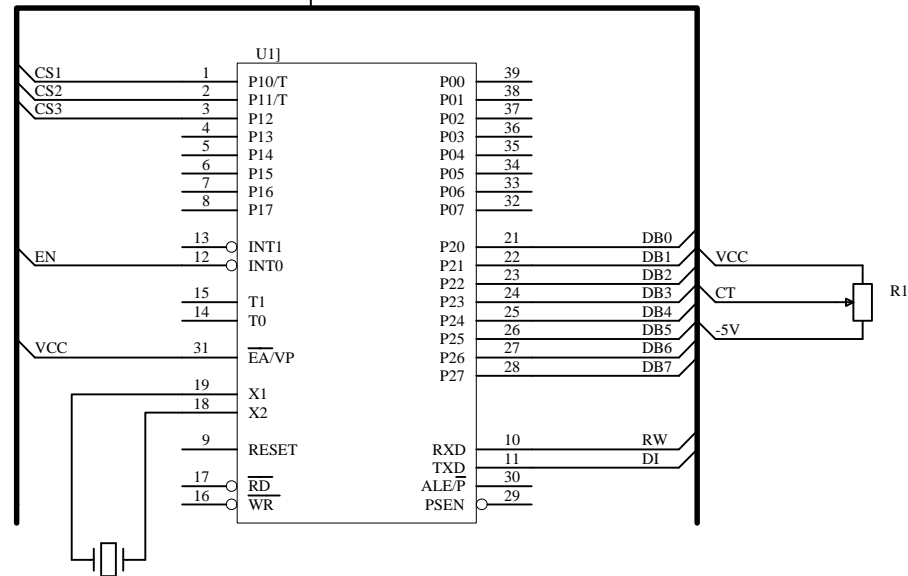 U1]
CS1 1 P10/T P00 39
CS2 2 P11/T P01 38
CS3 3 P12 P02 37
4 P13 P03 36
5 P14 P04 35
6 P15 P05 34
7 P16 P06 33
8 P17 P07 32
13 INT1 P20 21 DB0
EN 12 INT0 P21 22 DB1 VCC
P22 23 DB2
15 T1 P23 24 DB3 CT R1
14 T0 P24 25 DB4
P25 26 DB5 -5V
VCC 31 EA/VP P26 27 DB6
P27 28 DB7
19 X1
18 X2
9 RESET RXD 10 RW
TXD 11 DI
17 RD ALE/P 30
16 WR PSEN 29